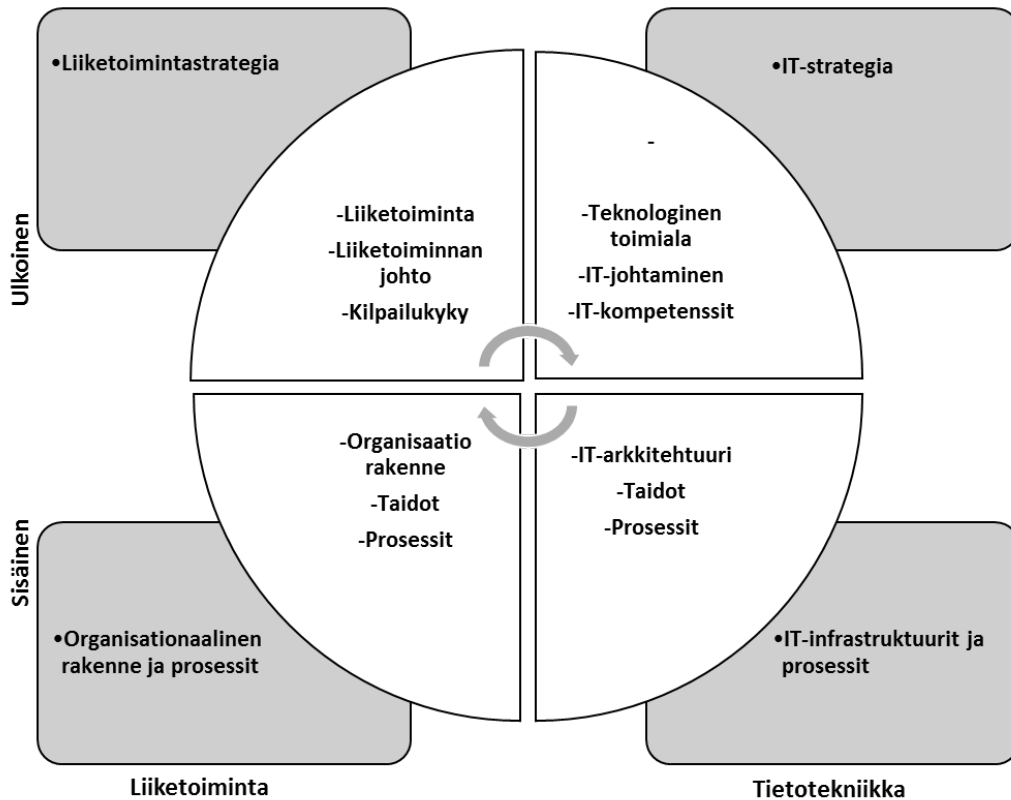 •Liiketoimintastrategia
•IT-strategia
-
-Liiketoiminta
-Liiketoiminnan
johto
-Kilpailukyky
-Teknologinen
toimiala
-IT-johtaminen
-IT-kompetenssit
Ulkoinen
-Organisaatio
rakenne
-Taidot
-Prosessit
-IT-arkkitehtuuri
-Taidot
-Prosessit
Sisäinen
•Organisationaalinen
rakenne ja prosessit
•IT-infrastruktuurit ja
prosessit
Liiketoiminta
Tietotekniikka